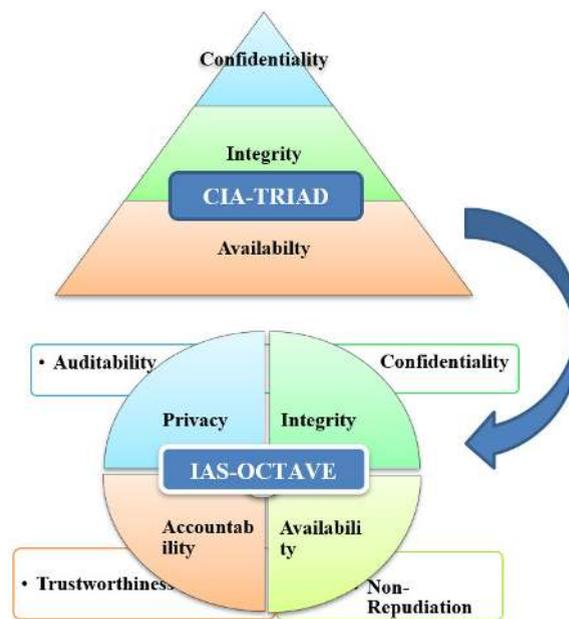 Confidentiality
Integrity
CIA-TRIAD
Availabilty
• Auditability
Confidentiality
Privacy
Integrity
IAS-OCTAVE
Accountab
ility
Availabili
ty
• Trustworthiness
• Non-
Repudiation